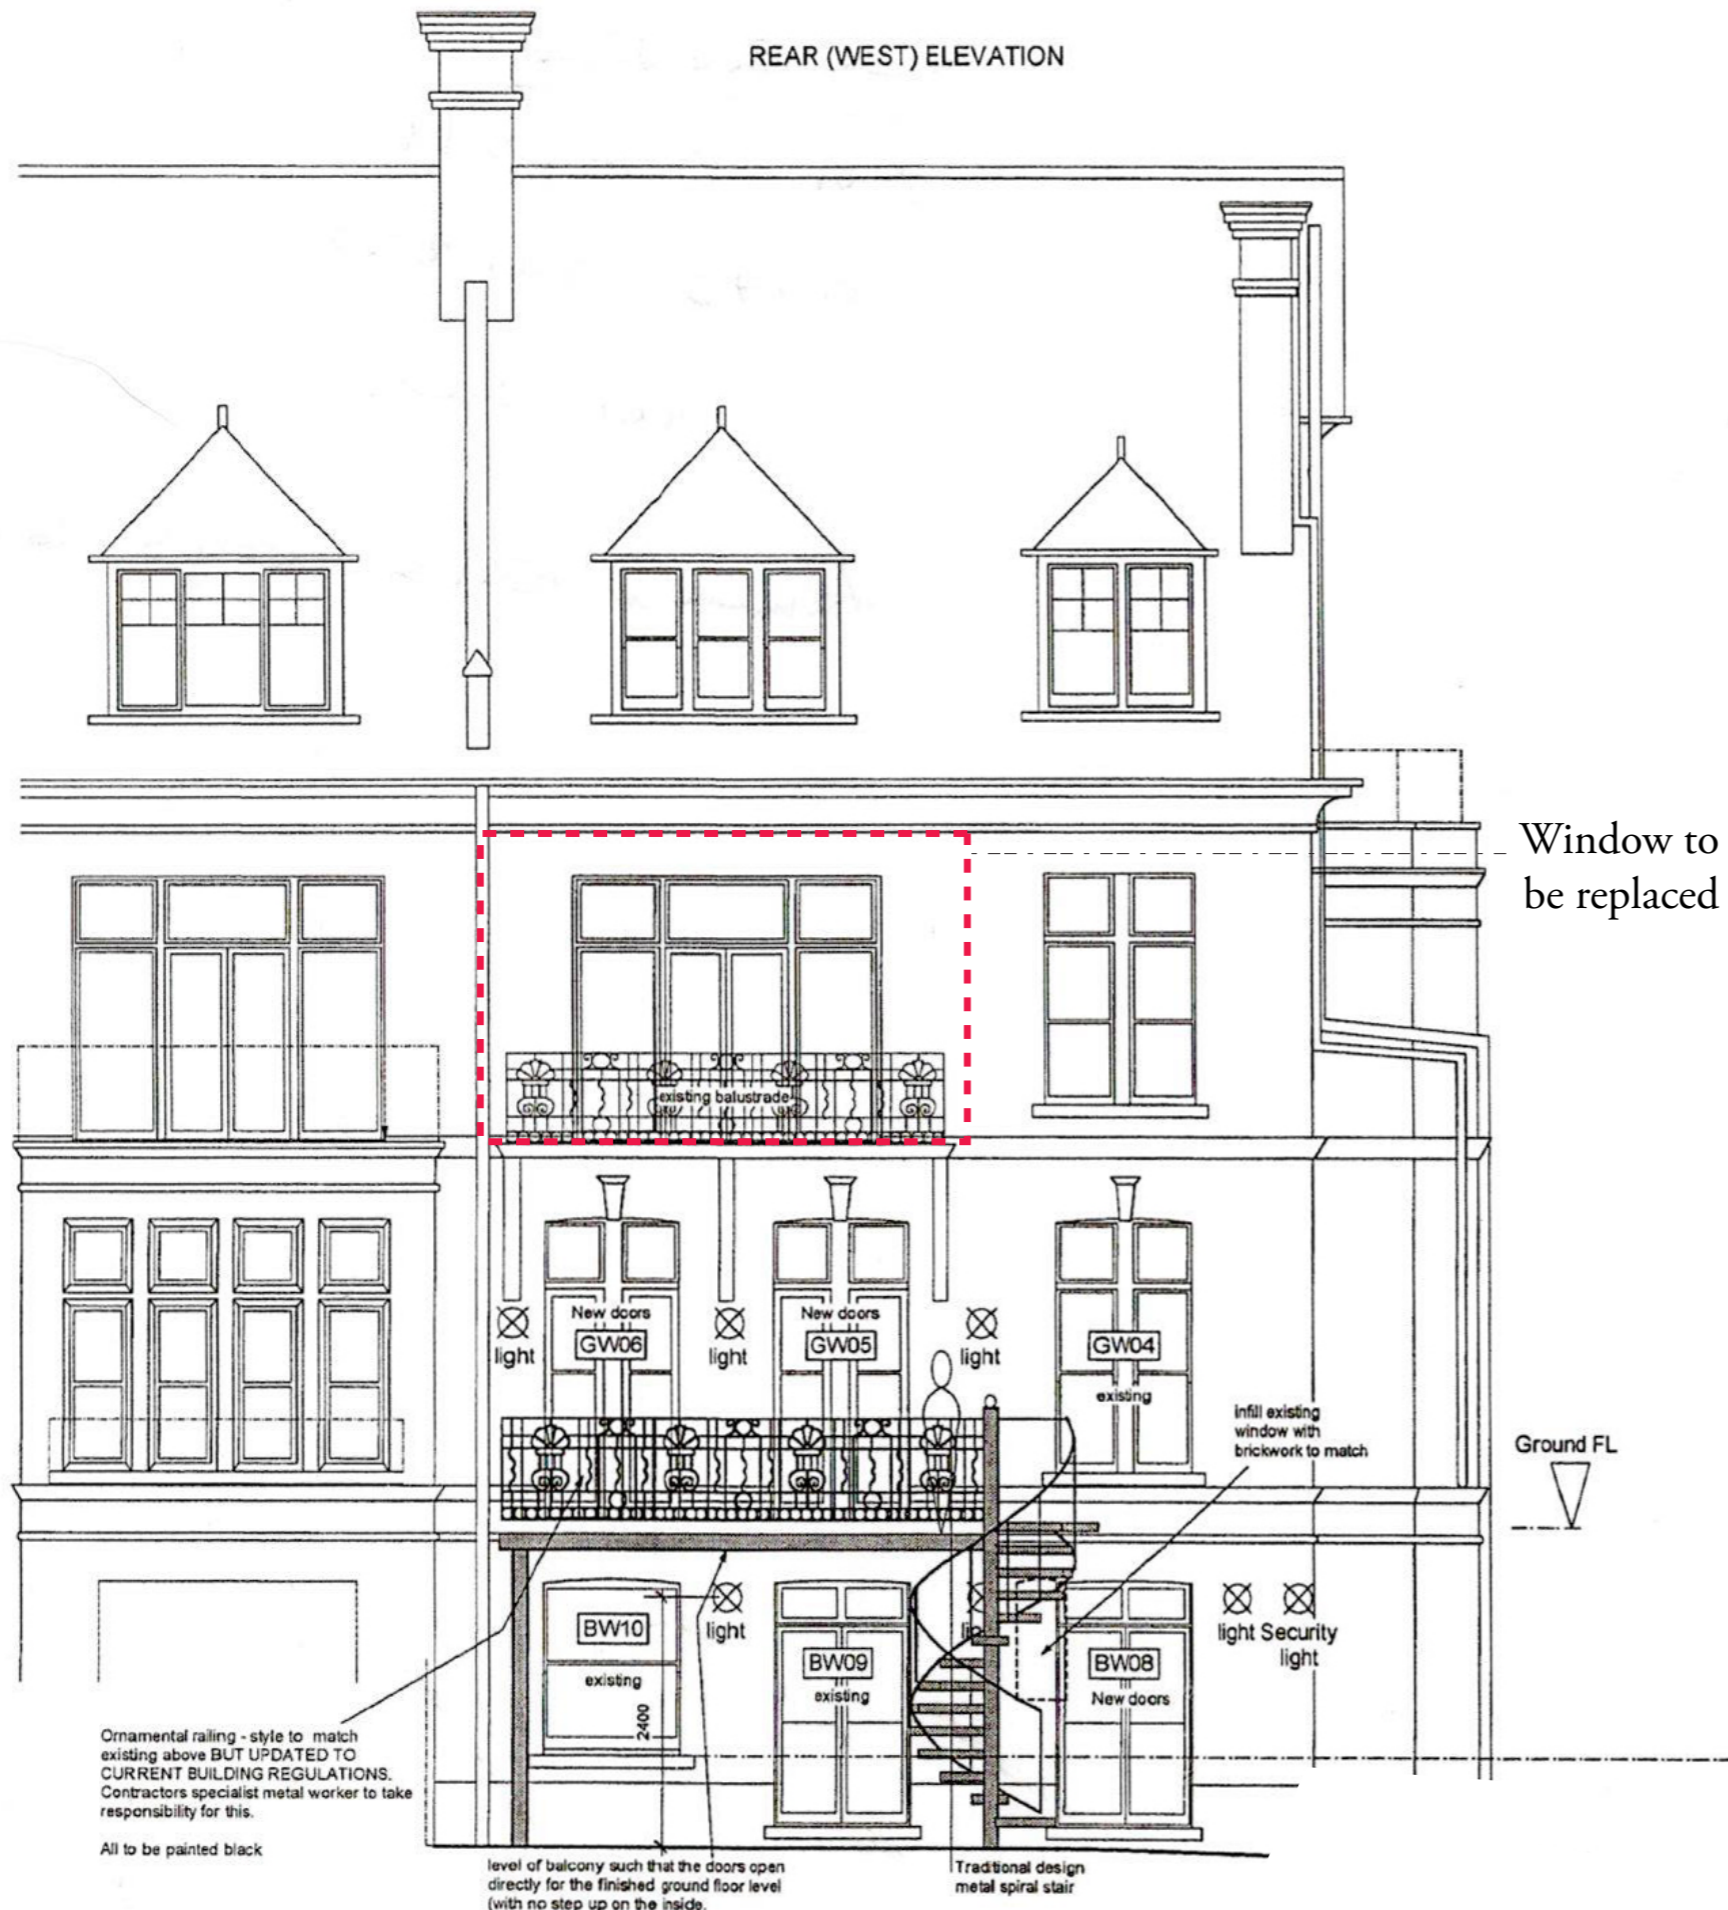 REAR (WEST) ELEVATION
Window to
be replaced
existing balustrade
New doors
GW06
New doors
GW05
GW04
existing
light
light
light
infill existing
window with
brickwork to match
Ground FL
BW10
existing
light
2400
BW09
existing
BW08
New doors
light Security
light
Ornamental railing - style to match
existing above BUT UPDATED TO
CURRENT BUILDING REGULATIONS.
Contractors specialist metal worker to take
responsibility for this.
All to be painted black
level of balcony such that the doors open
directly for the finished ground floor level
(with no step up on the inside.
Traditional design
metal spiral stair